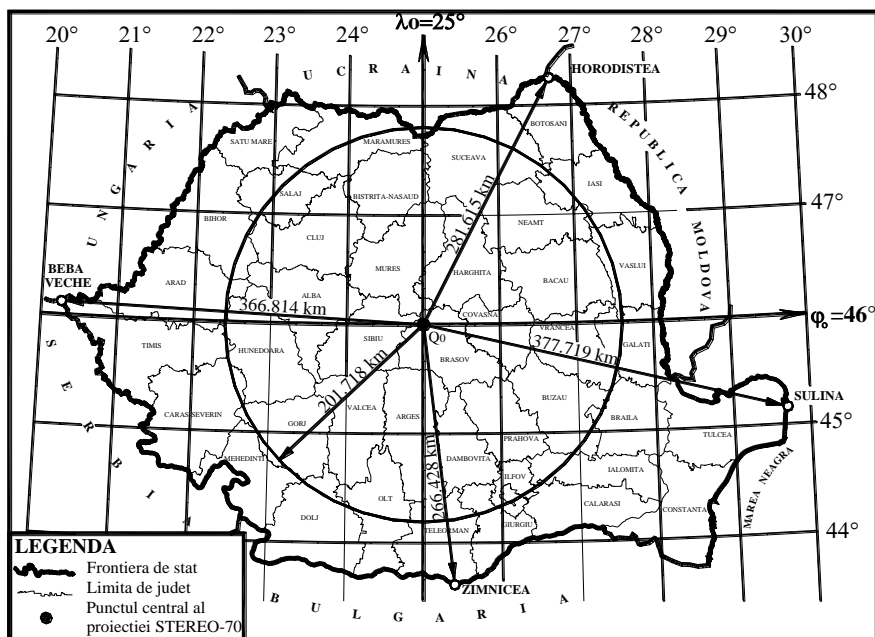 λo=25°
20° 21° 22° 23° 24° 26° 27° 28° 29° 30°
HORODISTEA
U C R A I N A
48°
BOTOSANI
SATU MARE
MARAMURES
SUCEAVA
U N G A R I A
REPUBLICA MOLDOVA
IASI
SALAJ
BISTRITA-NASAUD
47°
BIHOR
NEAMT
CLUJ
281.615 km
VASLUI
BEBA
VECHE
MURES
HARGHITA
BACAU
ARAD
ALBA
366.814 km
COVASNA
φo=46°
VRANCEA
TIMIS
HUNEDOARA
SIBIU
Q0
GALATI
377.719 km
BRASOV
S E R B I A
201.718 km
SULINA
CARAS SEVERIN
VALCEA
BUZAU
GORJ
ARGES
BRAILA
45°
TULCEA
PRAHOVA
MEHEDINTI
DAMBOVITA
266.428 km
IALOMITA
ILFOV
MAREA NEAGRA
OLT
CALARASI
CONSTANTA
DOLJ
GIURGIU
TELEORMAN
44°
LEGENDA
Frontiera de stat
Limita de judet
Punctul central al
proiectiei STEREO-70
ZIMNICEA
B U L G A R I A